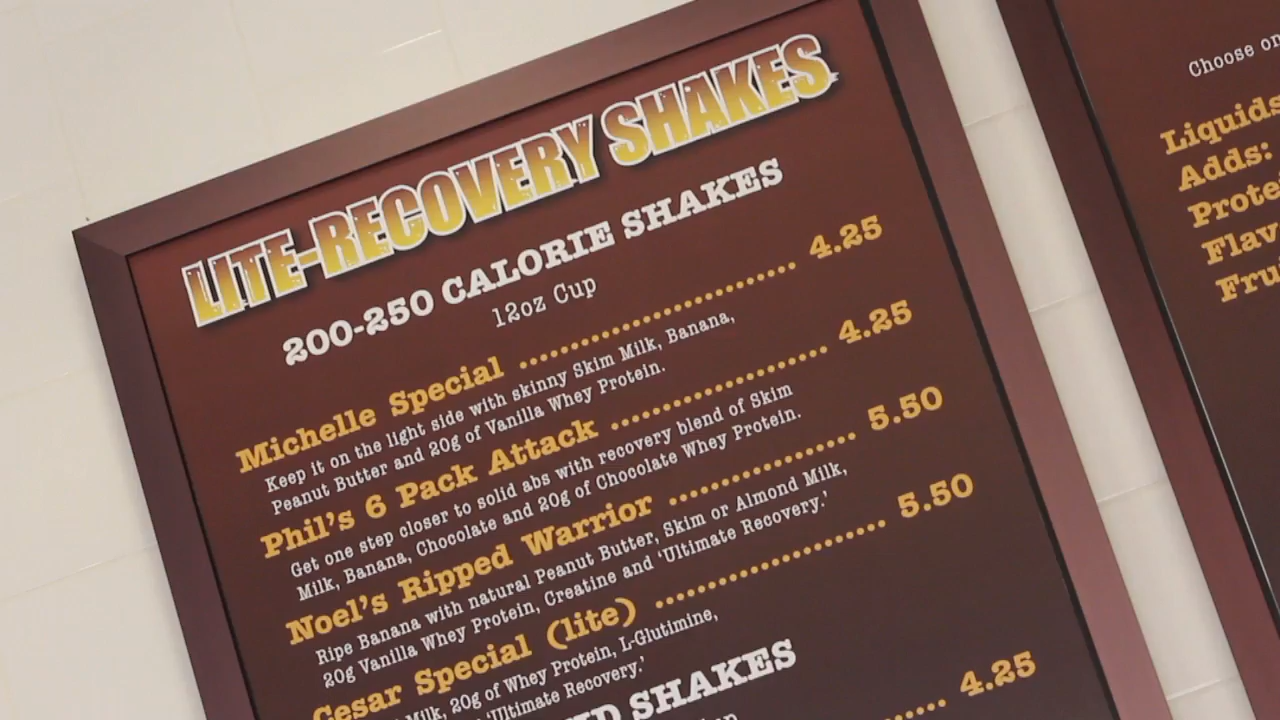 LITE-RECOVERY SHAKES
200-250 CALORIE SHAKES
12oz Cup
Michelle Special 4.25
Keep it on the light side with skinny Skim Milk, Banana,
Peanut Butter and 20g of Vanilla Whey Protein.
Phil's 6 Pack Attack 4.25
Get one step closer to solid abs with recovery blend of Skim
Milk, Banana, Chocolate and 20g of Chocolate Whey Protein.
Noel's Ripped Warrior 5.50
Ripe Banana with natural Peanut Butter, Skim or Almond Milk,
20g Vanilla Whey Protein, Creatine and 'Ultimate Recovery.'
Cesar Special (lite) 5.50
Milk, 20g of Whey Protein, L-Glutimine,
'Ultimate Recovery.'
SHAKES
4.25
Choose
Liquids
Adds: